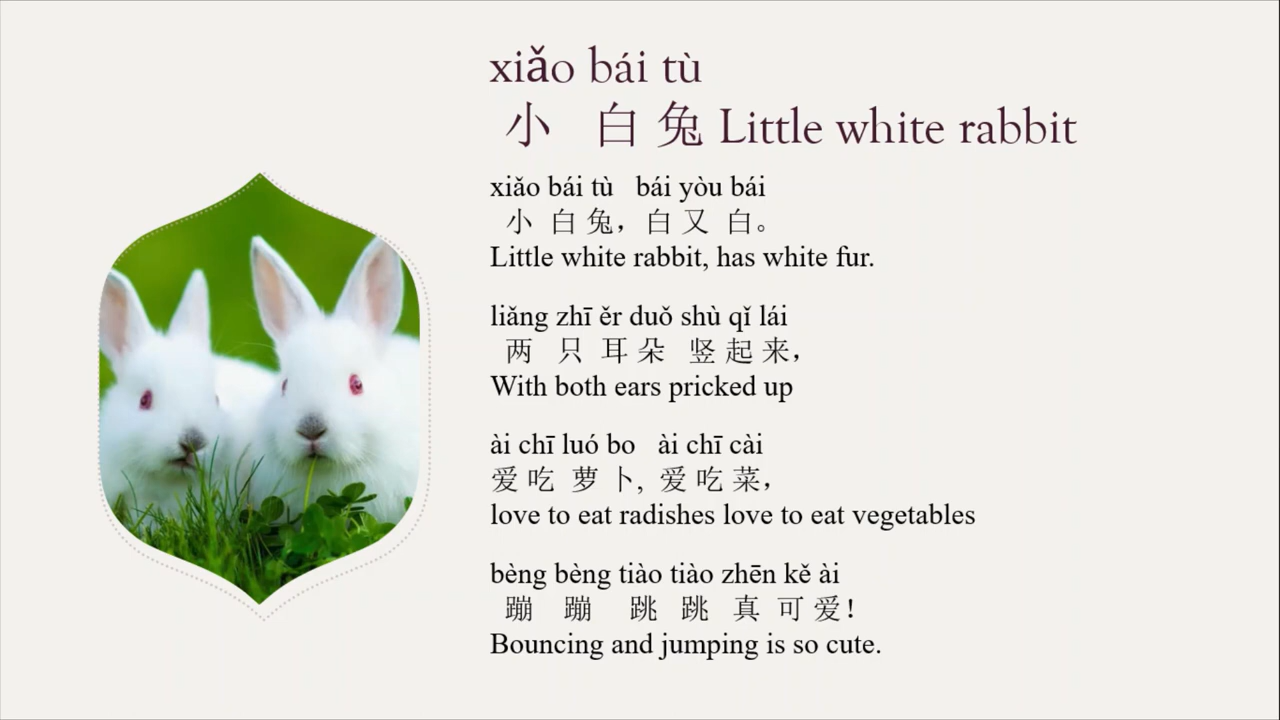 xiǎo bái tù
小 白 兔 Little white rabbit
xiǎo bái tù bái yòu bái
小 白 兔，白 又 白。
Little white rabbit, has white fur.
liǎng zhī ěr duǒ shù qǐ lái
两 只 耳 朵 竖 起 来，
With both ears pricked up
ài chī luó bo ài chī cài
爱 吃 萝 卜, 爱 吃 菜，
love to eat radishes love to eat vegetables
bèng bèng tiào tiào zhēn kě ài
蹦 蹦 跳 跳 真 可 爱！
Bouncing and jumping is so cute.